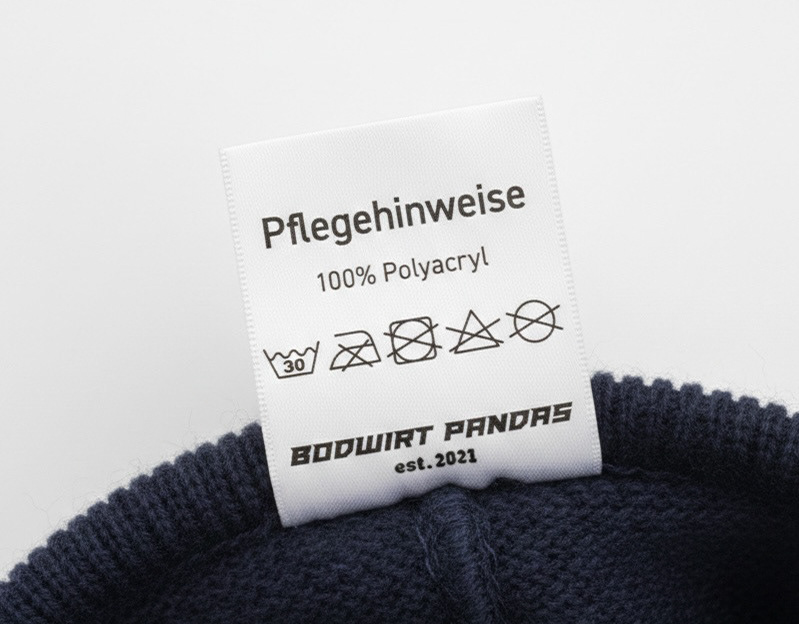 Pflegehinweise
100% Polyacryl
30
BODWIRT PANDAS
est.2021